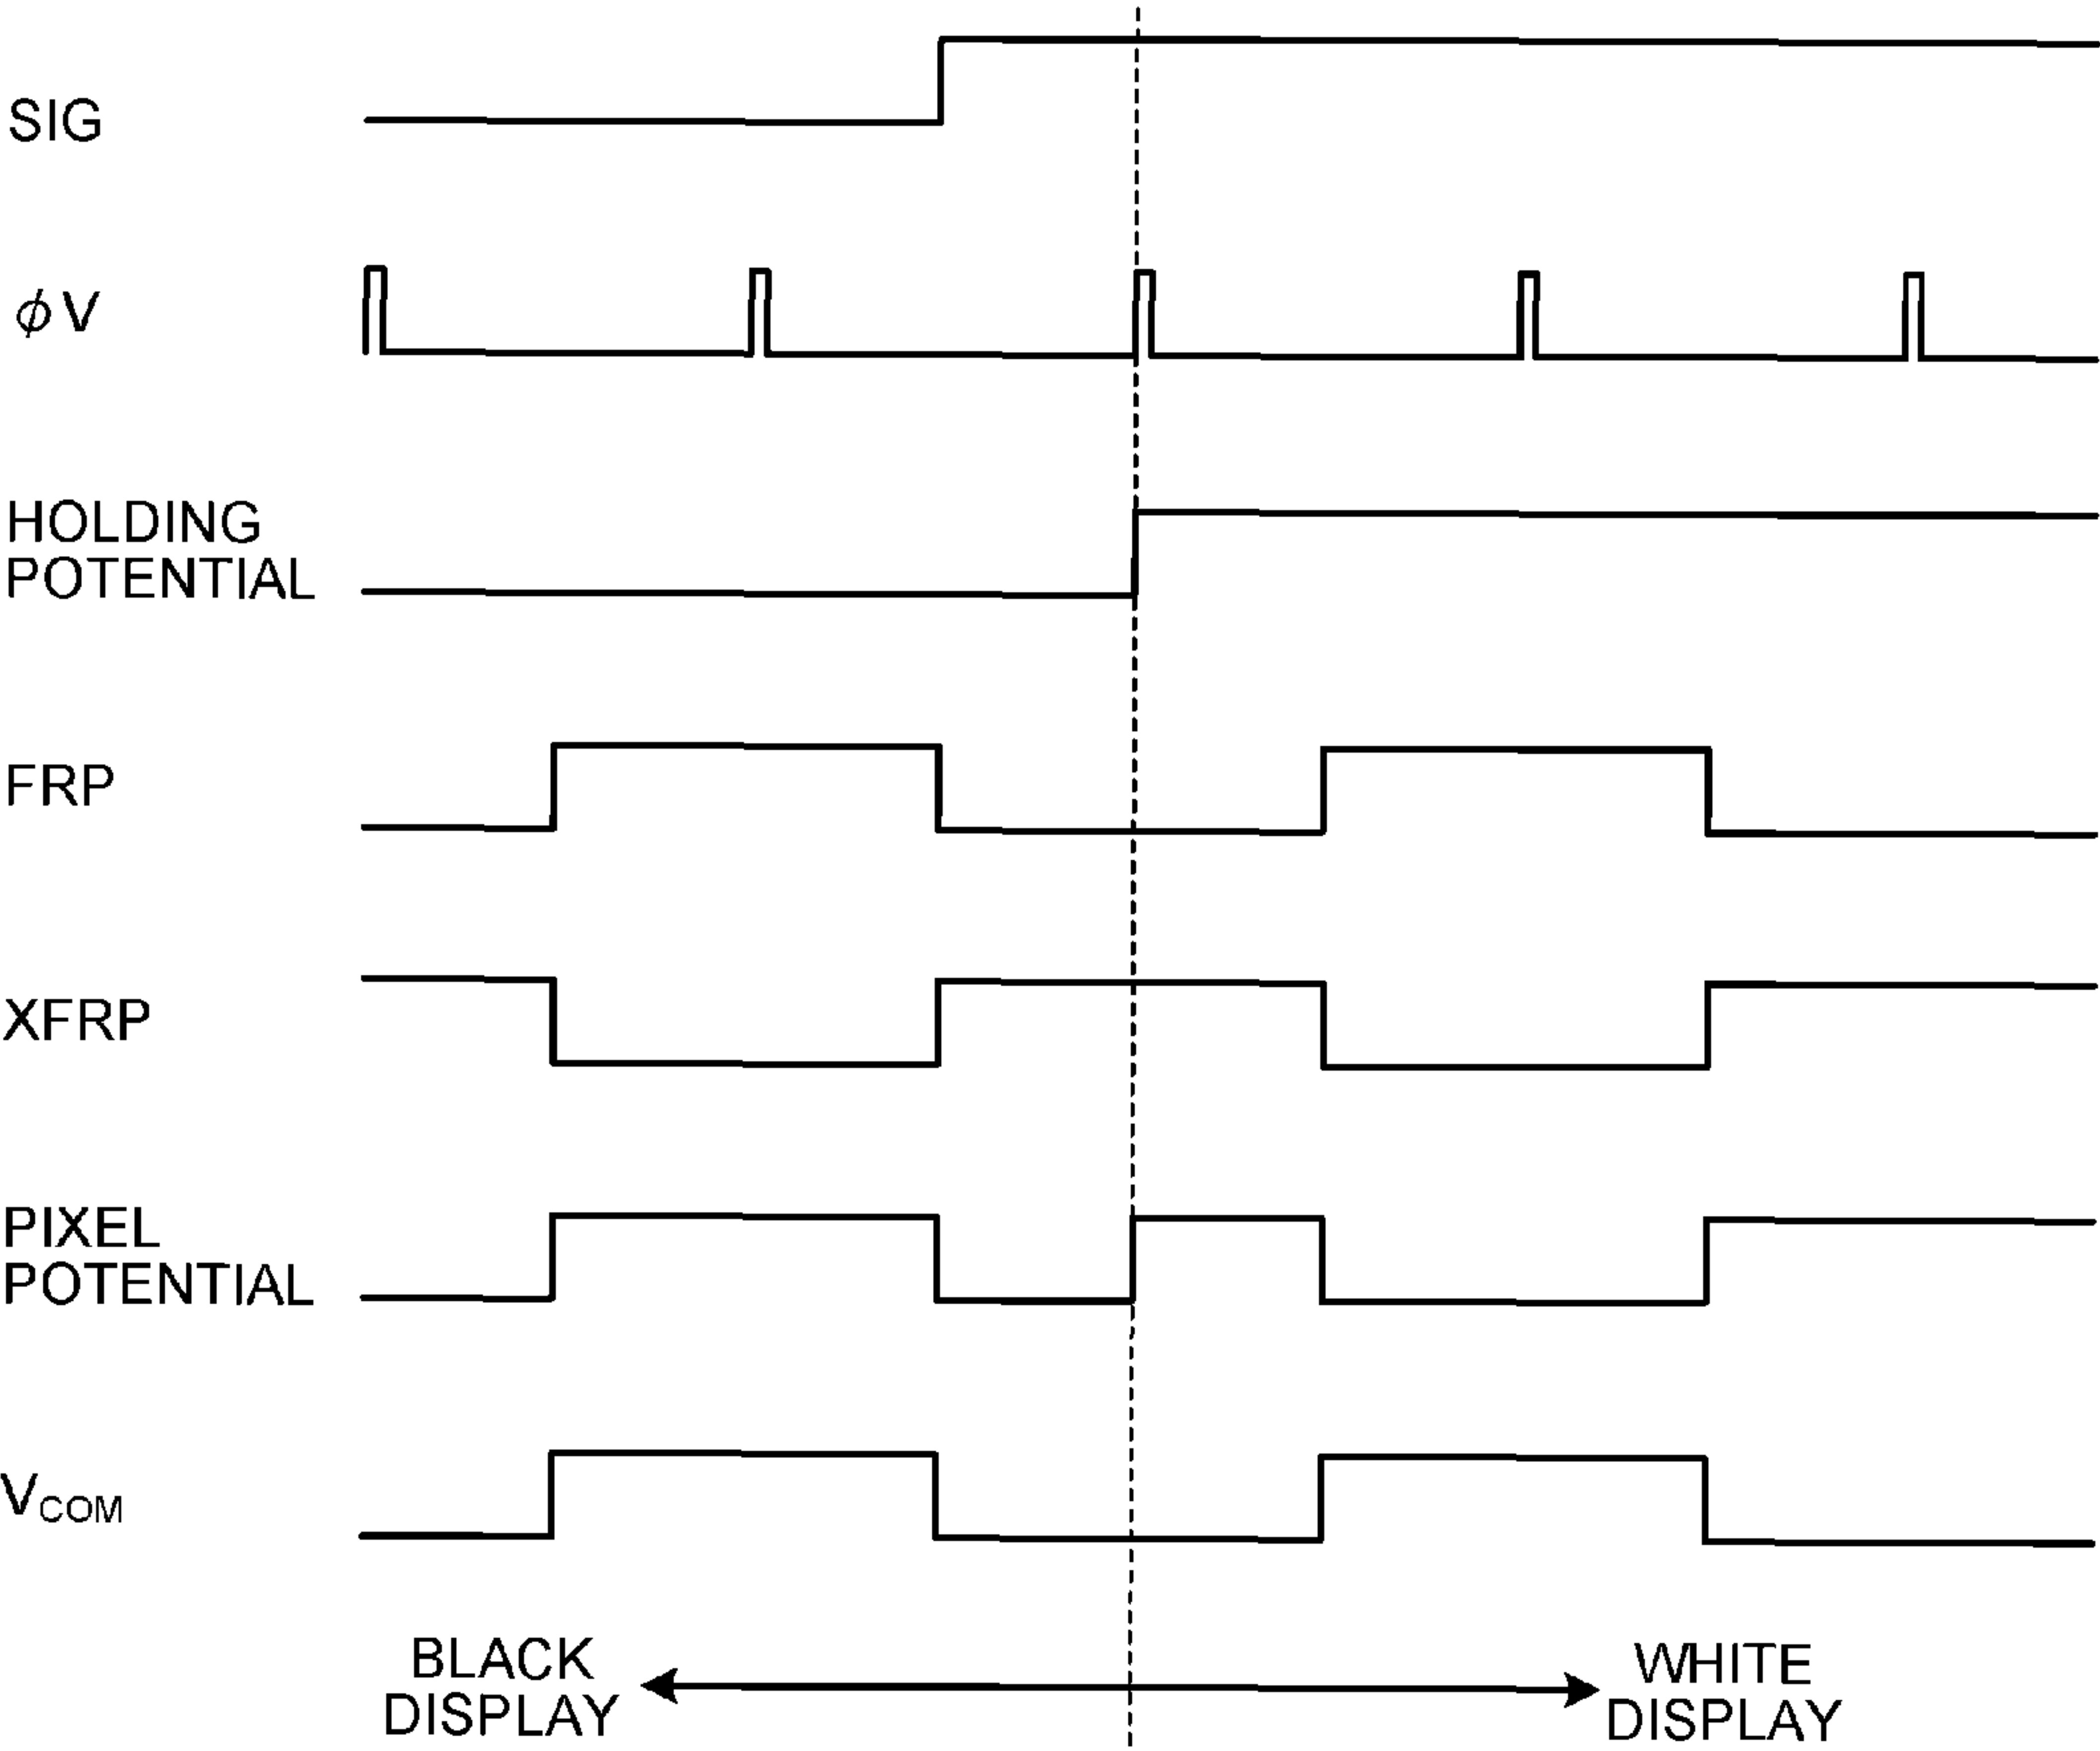 SIG
ϕV
HOLDING
POTENTIAL
FRP
XFRP
PIXEL
POTENTIAL
VCOM
BLACK
DISPLAY
WHITE
DISPLAY